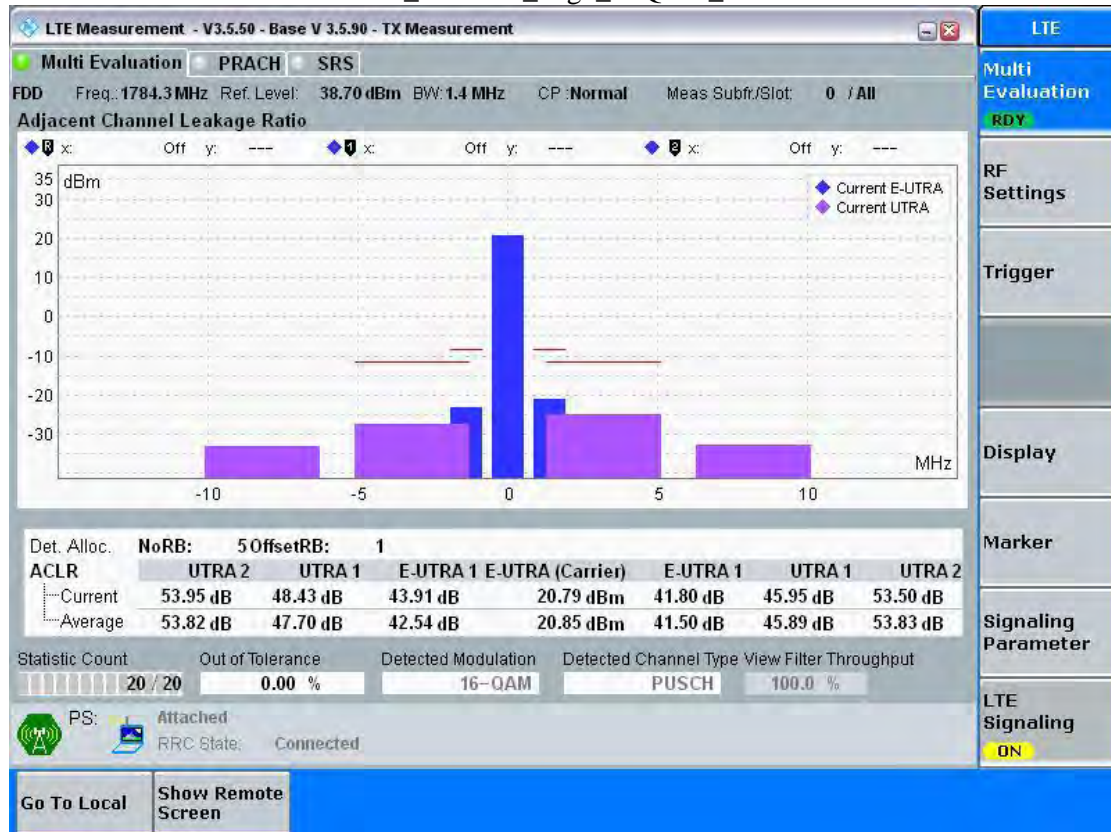 LTE Measurement - V3.5.50 - Base V 3.5.90 - TX Measurement
LTE
Multi Evaluation PRACH SRS
FDD Freq.: 1784.3 MHz Ref. Level: 38.70 dBm BW: 1.4 MHz CP : Normal Meas Subfr./Slot: 0 / All
Adjacent Channel Leakage Ratio
R x: Off y: --- 1 x: Off y: --- 2 x: Off y: ---
35 dBm
30
20
10
0
-10
-20
-30
Current E-UTRA
Current UTRA
MHz
-10 -5 0 5 10
Det. Alloc. NoRB: 5 OffsetRB: 1
ACLR UTRA 2 UTRA 1 E-UTRA 1 E-UTRA (Carrier) E-UTRA 1 UTRA 1 UTRA 2
Current 53.95 dB 48.43 dB 43.91 dB 20.79 dBm 41.80 dB 45.95 dB 53.50 dB
Average 53.82 dB 47.70 dB 42.54 dB 20.85 dBm 41.50 dB 45.89 dB 53.83 dB
Statistic Count Out of Tolerance Detected Modulation Detected Channel Type View Filter Throughput
20 / 20 0.00 % 16-QAM PUSCH 100.0 %
PS: Attached
RRC State: Connected
Multi
Evaluation
RDY
RF
Settings
Trigger
Display
Marker
Signaling
Parameter
LTE
Signaling
ON
Go To Local
Show Remote
Screen